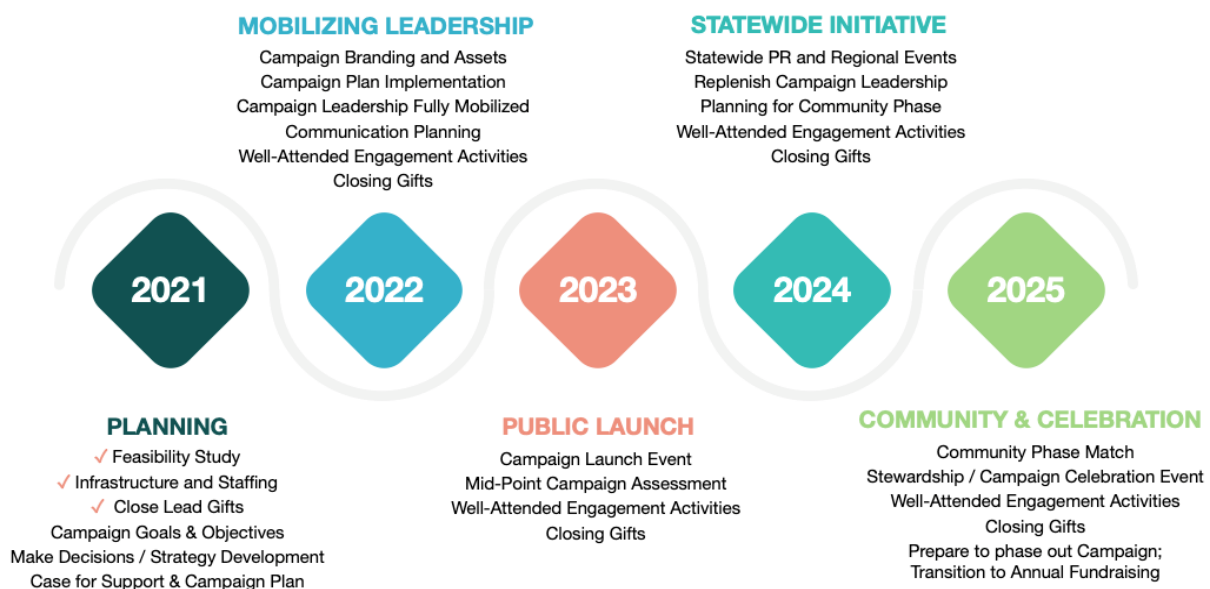 MOBILIZING LEADERSHIP
Campaign Branding and Assets
Campaign Plan Implementation
Campaign Leadership Fully Mobilized
Communication Planning
Well-Attended Engagement Activities
Closing Gifts
STATEWIDE INITIATIVE
Statewide PR and Regional Events
Replenish Campaign Leadership
Planning for Community Phase
Well-Attended Engagement Activities
Closing Gifts
2021
2022
2023
2024
2025
PLANNING
✓ Feasibility Study
✓ Infrastructure and Staffing
✓ Close Lead Gifts
Campaign Goals & Objectives
Make Decisions / Strategy Development
Case for Support & Campaign Plan
PUBLIC LAUNCH
Campaign Launch Event
Mid-Point Campaign Assessment
Well-Attended Engagement Activities
Closing Gifts
COMMUNITY & CELEBRATION
Community Phase Match
Stewardship / Campaign Celebration Event
Well-Attended Engagement Activities
Closing Gifts
Prepare to phase out Campaign;
Transition to Annual Fundraising